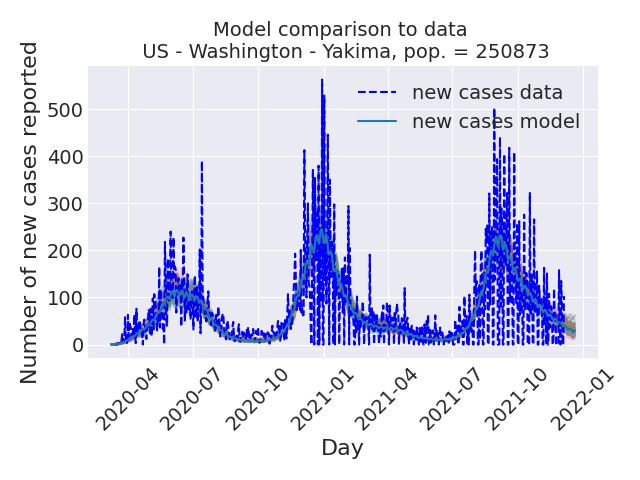 Model comparison to data
US - Washington - Yakima, pop. = 250873
Number of new cases reported
500
400
300
200
100
0
new cases data
new cases model
2020-04
2020-07
2020-10
2021-01
2021-04
2021-07
2021-10
2022-01
Day